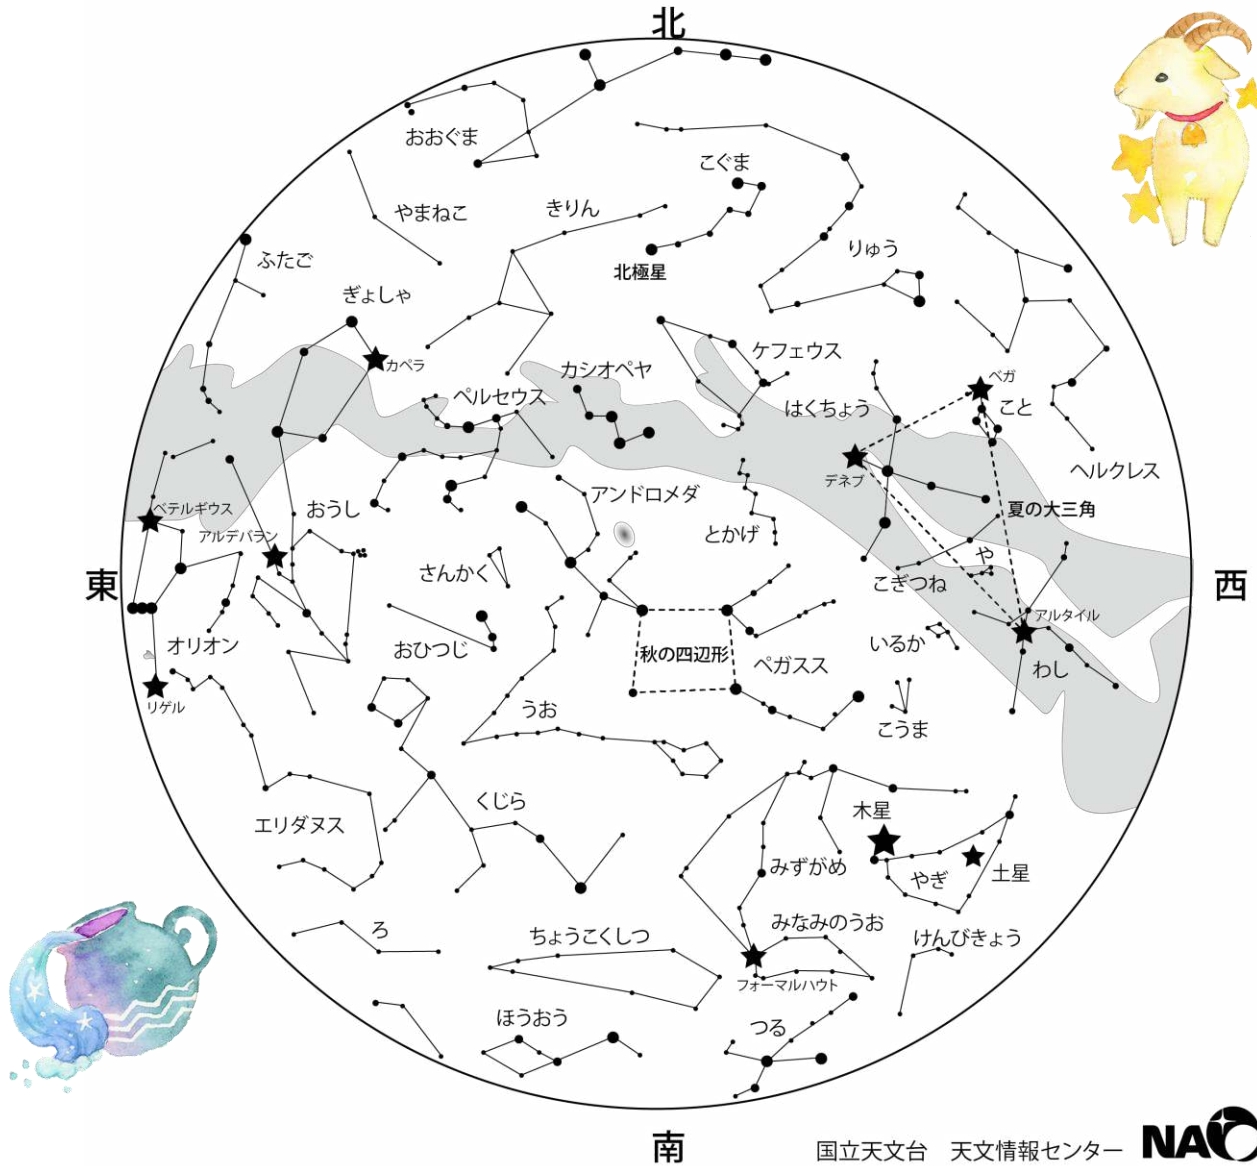 北
おおぐま
こぐま
やまねこ
きりん
りゅう
ふたご
北極星
ぎょしゃ
カペラ
カシオペヤ
ケフェウス
ベガ
ペルセウス
はくちょう
こと
ヘルクレス
デネブ
アンドロメダ
ベテルギウス
おうし
夏の大三角
アルデバラン
とかげ
や
さんかく
こぎつね
東
西
アルタイル
オリオン
おひつじ
秋の四辺形
ペガスス
いるか
わし
リゲル
うお
こうま
くじら
木星
エリダヌス
みずがめ
やぎ
土星
ろ
ちょうこくしつ
みなみのうお
けんびきょう
フォーマルハウト
ほうおう
つる
南
国立天文台 天文情報センター
NAO